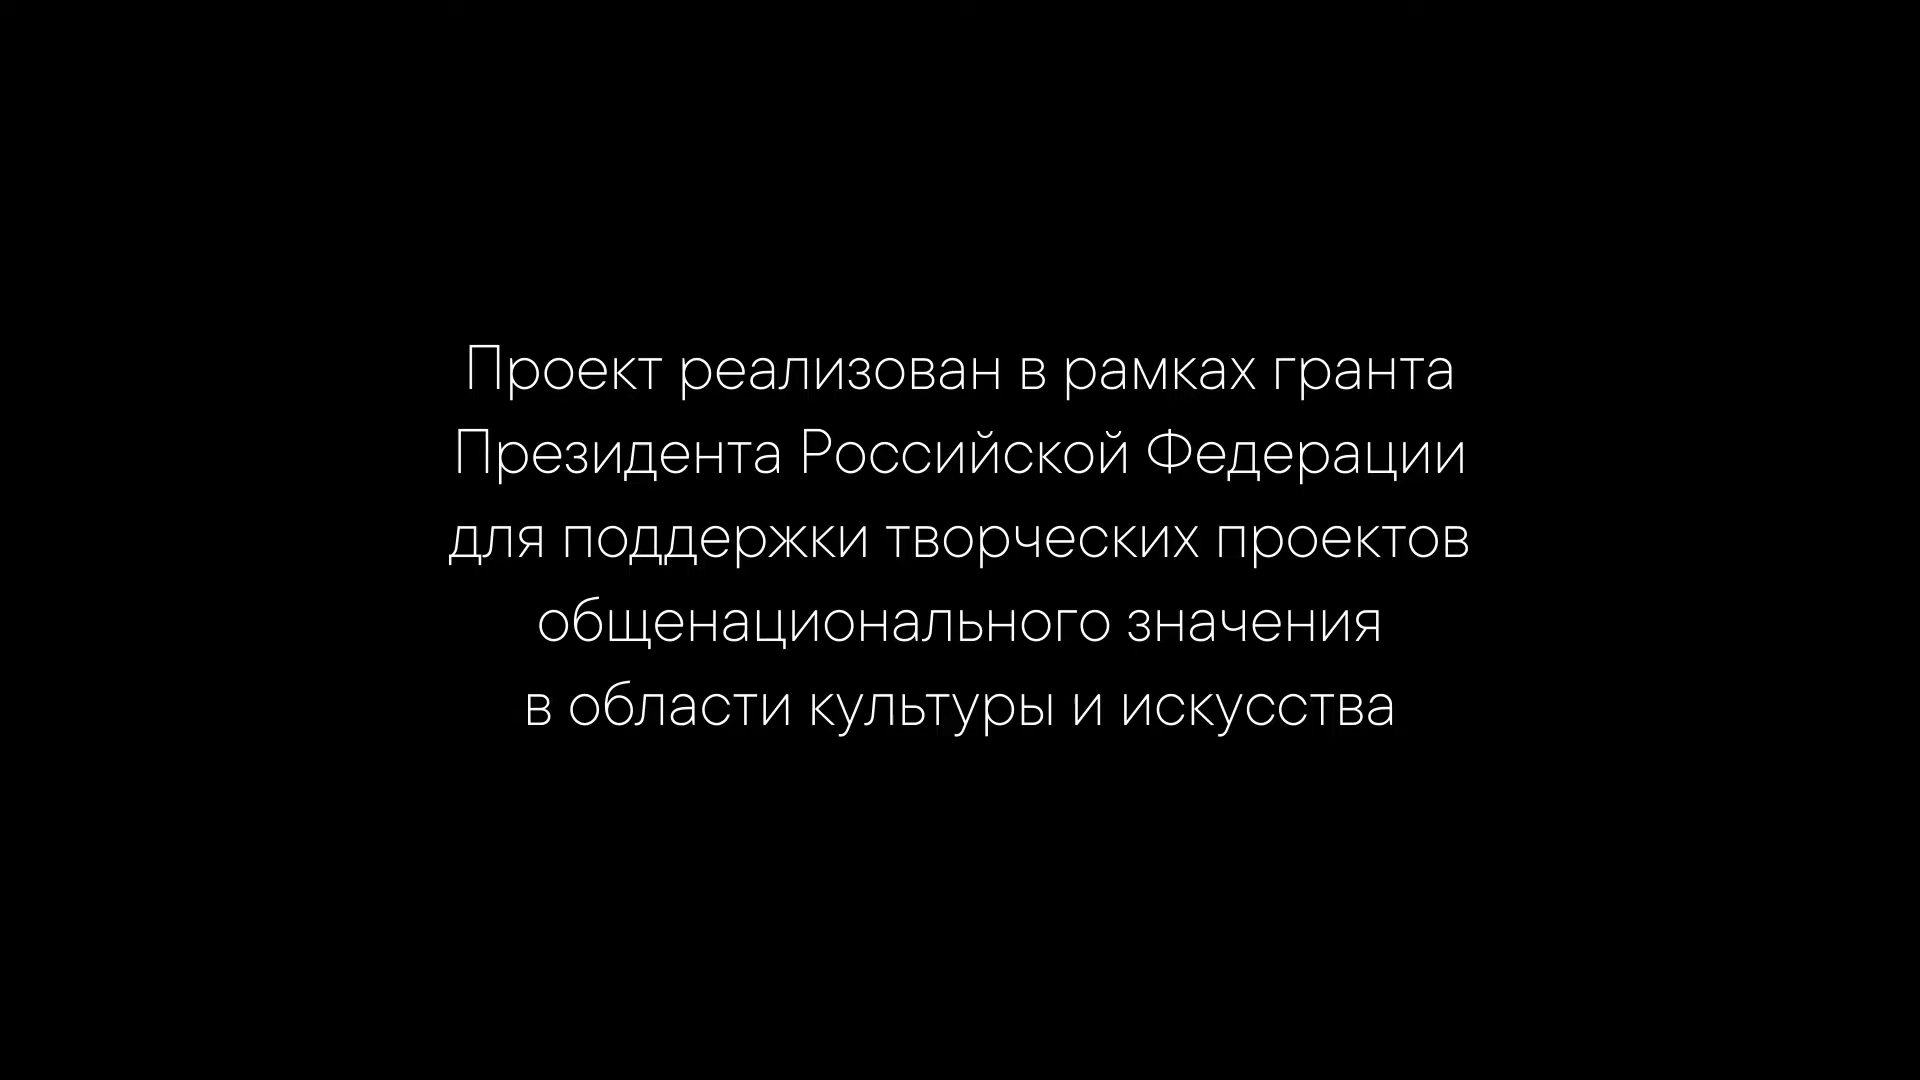 Проект реализован в рамках гранта
Президента Российской Федерации
для поддержки творческих проектов
общенационального значения
в области культуры и искусства